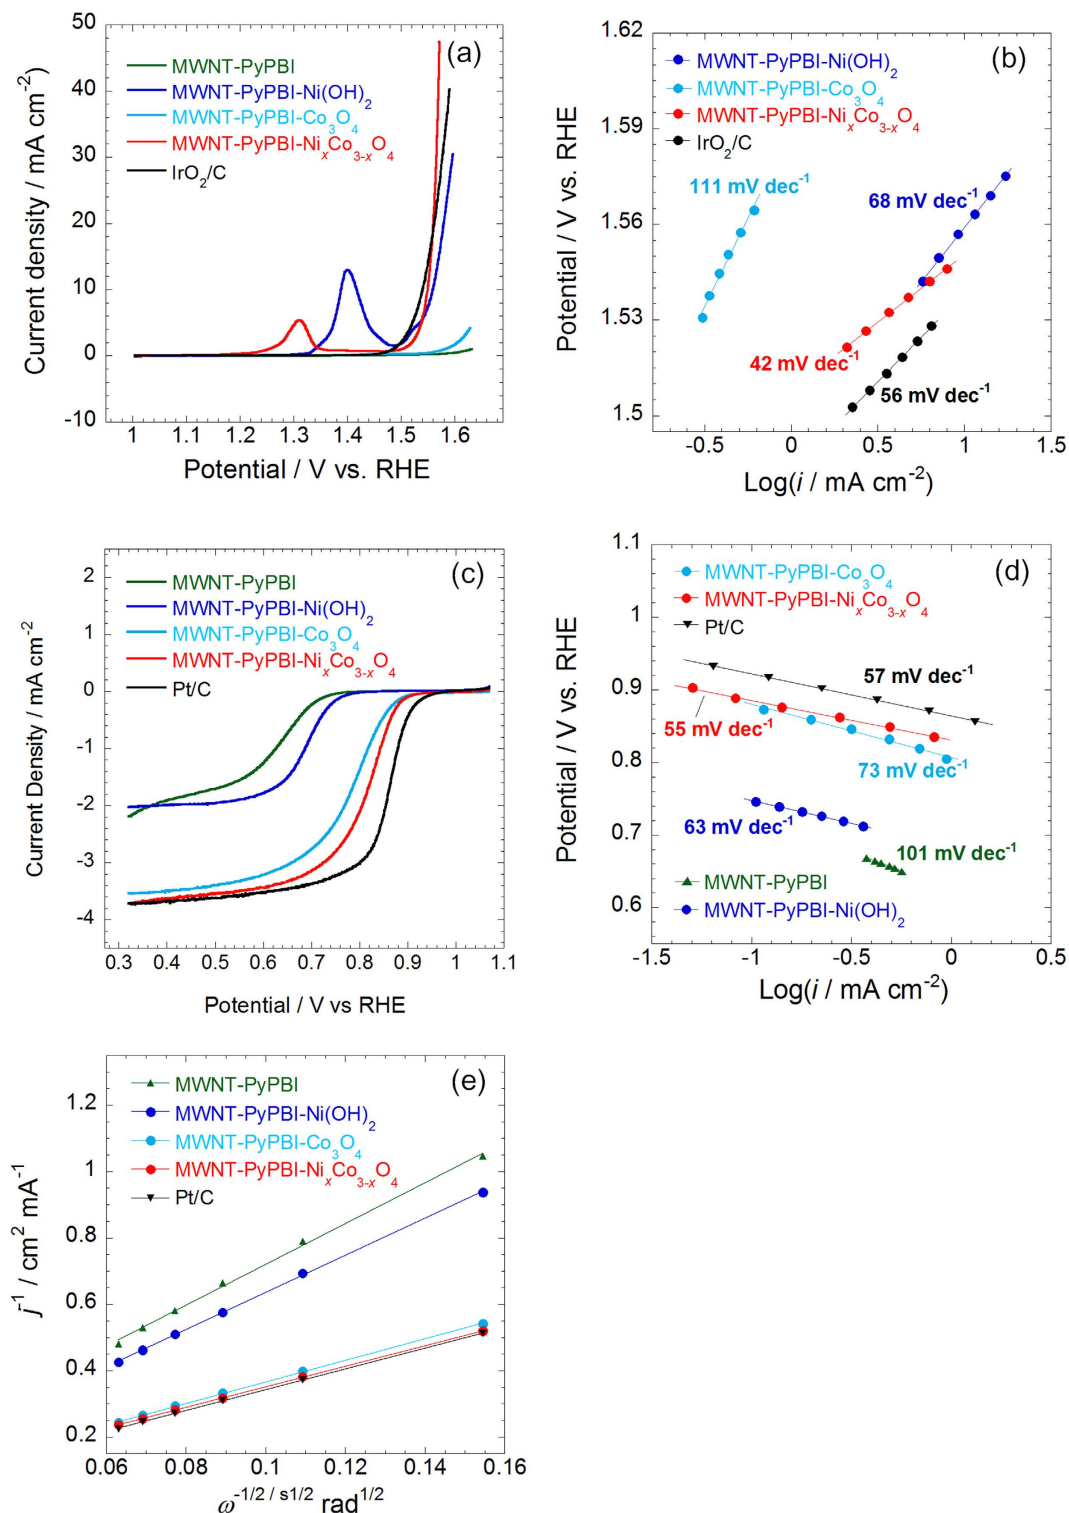 (a)
MWNT-PyPBI
MWNT-PyPBI-Ni(OH)2
MWNT-PyPBI-Co3O4
MWNT-PyPBI-NixCo3-xO4
IrO2/C
50
40
30
20
10
0
-10
Current density / mA cm-2
1 1.1 1.2 1.3 1.4 1.5 1.6
Potential / V vs. RHE
(b)
MWNT-PyPBI-Ni(OH)2
MWNT-PyPBI-Co3O4
MWNT-PyPBI-NixCo3-xO4
IrO2/C
111 mV dec-1
68 mV dec-1
42 mV dec-1
56 mV dec-1
1.62
1.59
1.56
1.53
1.5
Potential / V vs. RHE
-0.5 0 0.5 1 1.5
Log(i / mA cm-2)
(c)
MWNT-PyPBI
MWNT-PyPBI-Ni(OH)2
MWNT-PyPBI-Co3O4
MWNT-PyPBI-NixCo3-xO4
Pt/C
2
1
0
-1
-2
-3
-4
Current Density / mA cm-2
0.3 0.4 0.5 0.6 0.7 0.8 0.9 1 1.1
Potential / V vs RHE
(d)
MWNT-PyPBI-Co3O4
MWNT-PyPBI-NixCo3-xO4
Pt/C
57 mV dec-1
55 mV dec-1
73 mV dec-1
63 mV dec-1
101 mV dec-1
MWNT-PyPBI
MWNT-PyPBI-Ni(OH)2
1.1
1
0.9
0.8
0.7
0.6
Potential / V vs. RHE
-1.5 -1 -0.5 0 0.5
Log(i / mA cm-2)
(e)
MWNT-PyPBI
MWNT-PyPBI-Ni(OH)2
MWNT-PyPBI-Co3O4
MWNT-PyPBI-NixCo3-xO4
Pt/C
1.2
1
0.8
0.6
0.4
0.2
j-1 / cm2 mA-1
0.06 0.08 0.1 0.12 0.14 0.16
ω-1/2 / s1/2 rad1/2